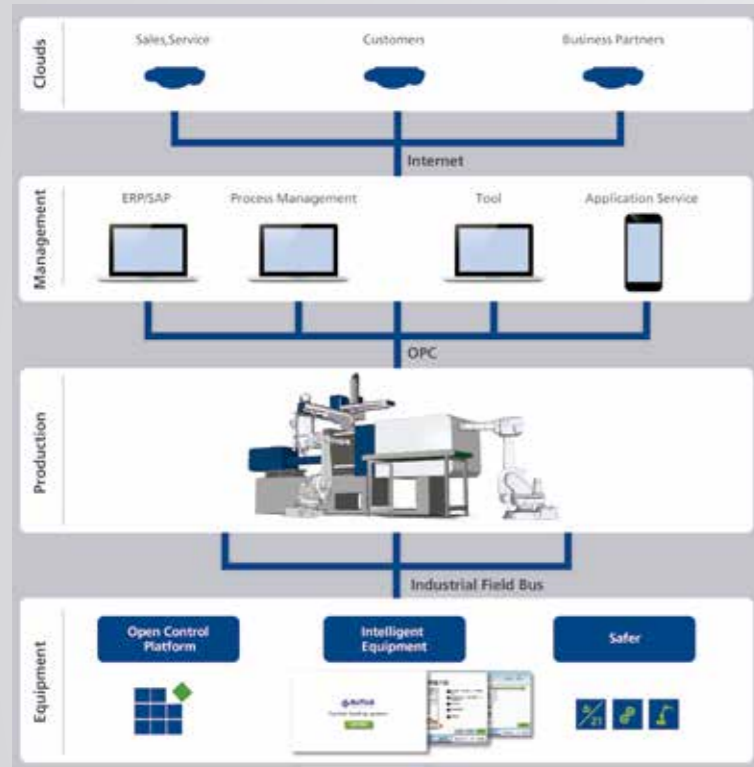 Clouds
Sales,Service
Customers
Business Partners
Internet
Management
ERP/SAP
Process Management
Tool
Application Service
OPC
Production
Industrial Field Bus
Equipment
Open Control
Platform
Intelligent
Equipment
Safer